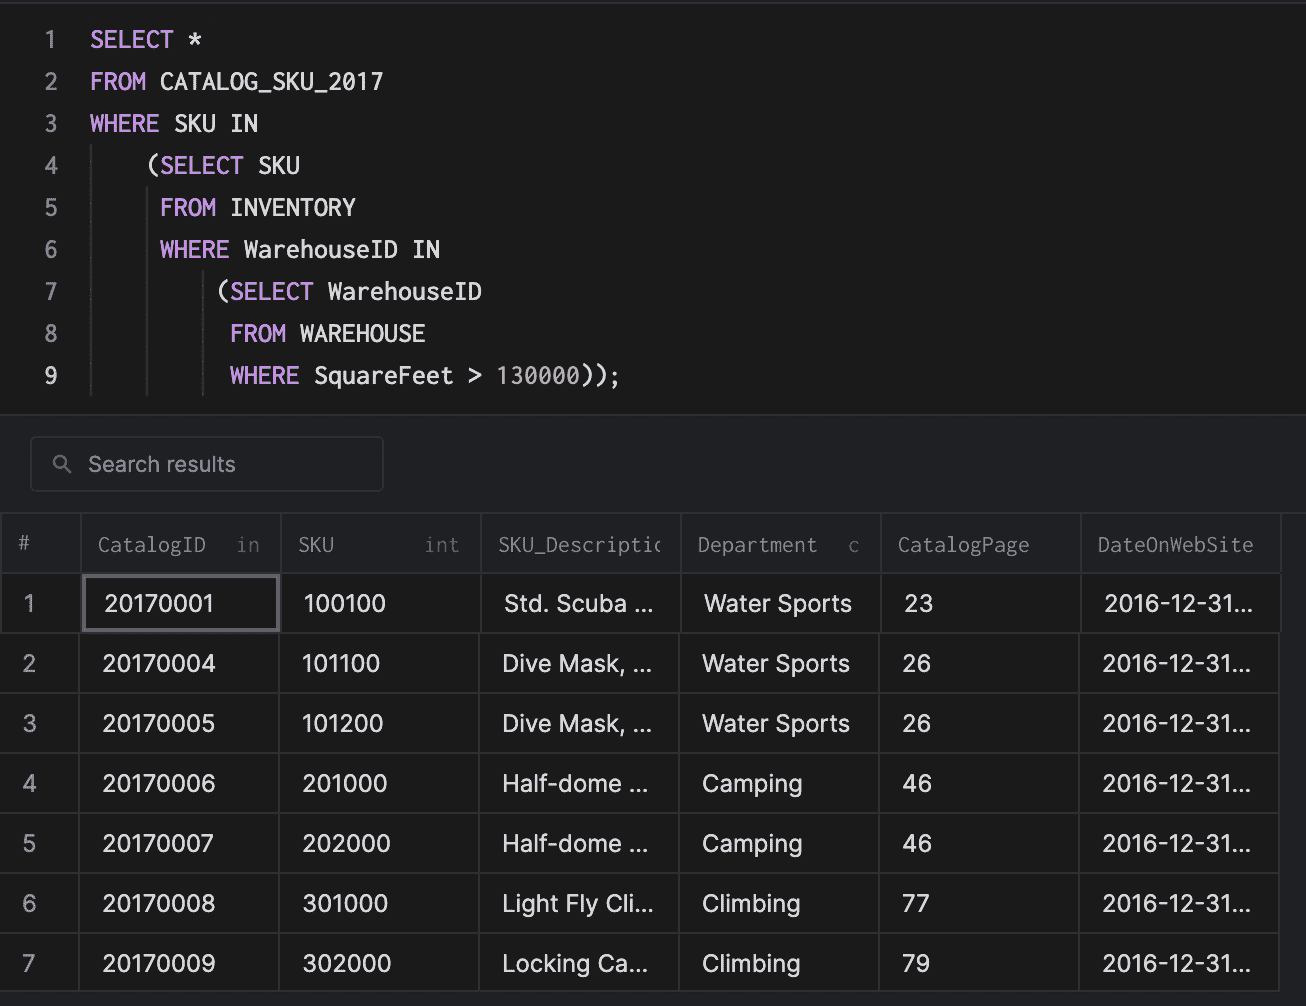 1 SELECT *
2 FROM CATALOG_SKU_2017
3 WHERE SKU IN
4 (SELECT SKU
5 FROM INVENTORY
6 WHERE WarehouseID IN
7 (SELECT WarehouseID
8 FROM WAREHOUSE
9 WHERE SquareFeet > 130000));
Search results
# CatalogID in SKU int SKU_Descriptic Department c CatalogPage DateOnWebSite
1 20170001 100100 Std. Scuba ... Water Sports 23 2016-12-31...
2 20170004 101100 Dive Mask, ... Water Sports 26 2016-12-31...
3 20170005 101200 Dive Mask, ... Water Sports 26 2016-12-31...
4 20170006 201000 Half-dome ... Camping 46 2016-12-31...
5 20170007 202000 Half-dome ... Camping 46 2016-12-31...
6 20170008 301000 Light Fly Cli... Climbing 77 2016-12-31...
7 20170009 302000 Locking Ca... Climbing 79 2016-12-31...